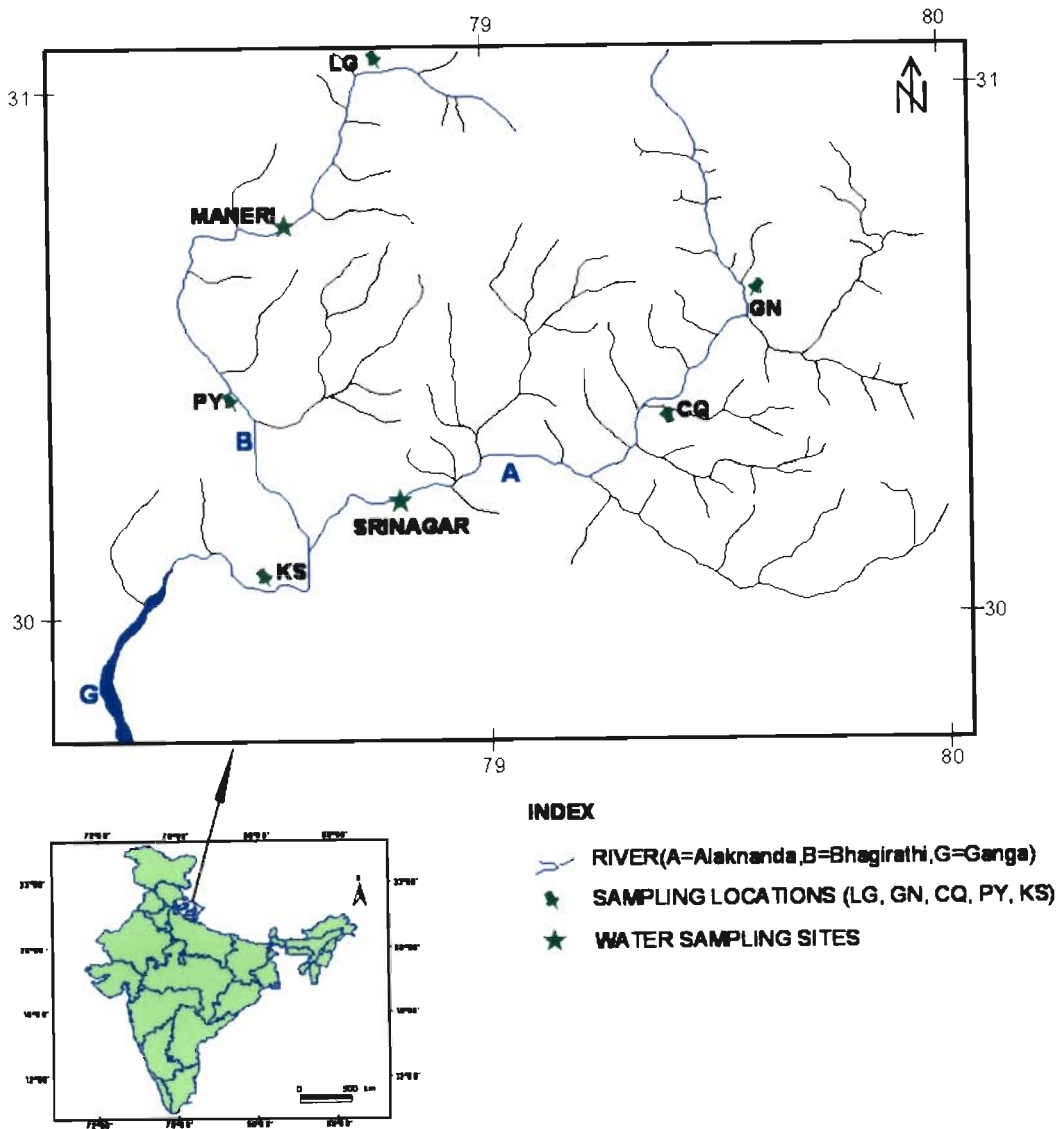 79
80
31
31
LG
N
MANERI
GN
PY
CQ
B
A
SRINAGAR
KS
30
30
G
79
80
INDEX
RIVER(A=Alaknanda,B=Bhagirathi,G=Ganga)
SAMPLING LOCATIONS (LG, GN, CQ, PY, KS)
WATER SAMPLING SITES
0